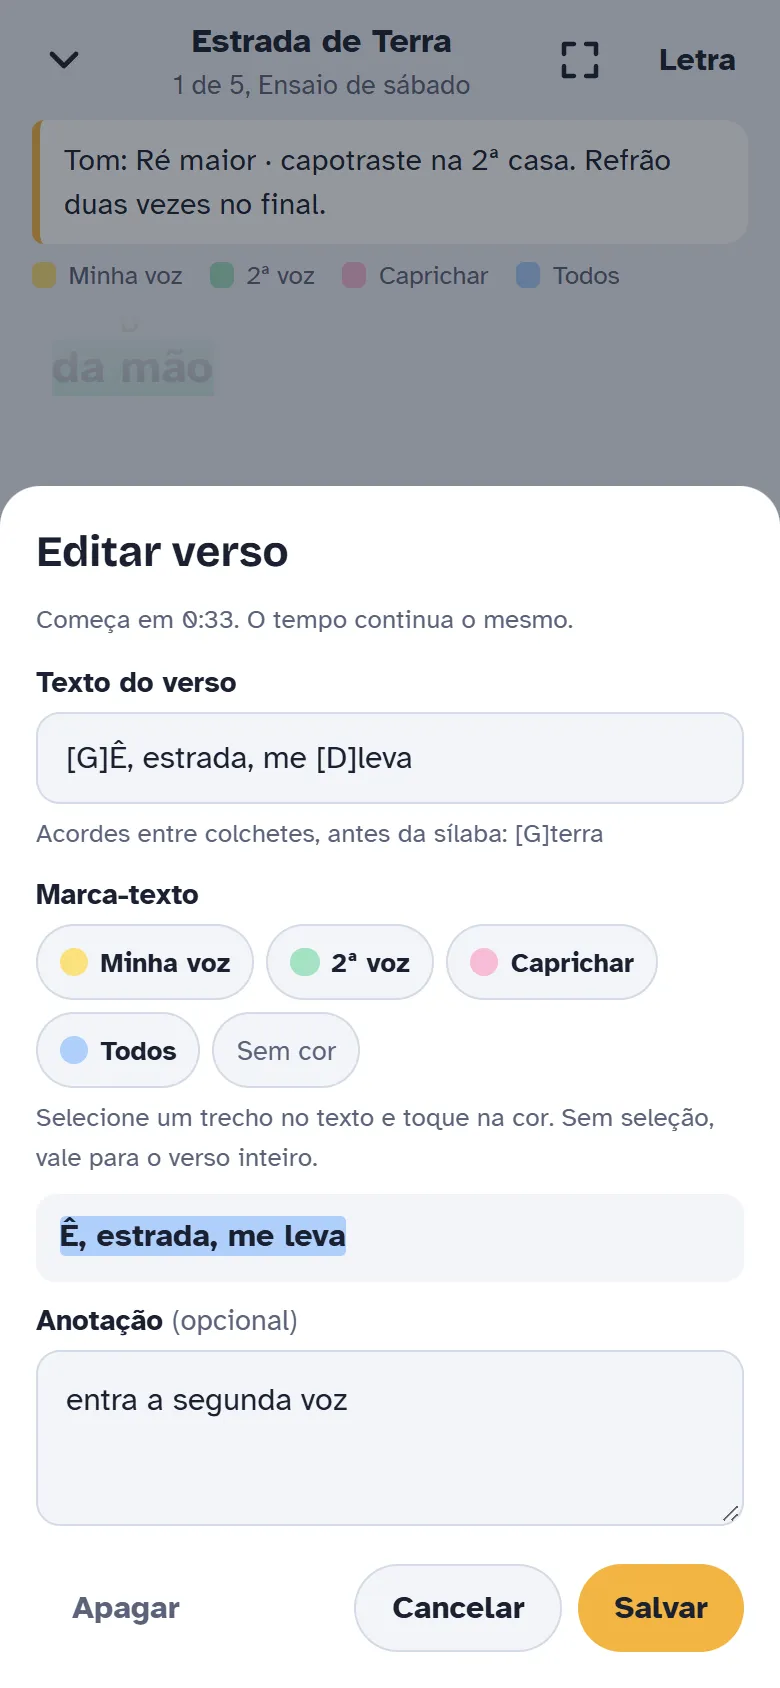 Estrada de Terra
1 de 5, Ensaio de sábado
Letra
Tom: Ré maior · capotraste na 2ª casa. Refrão
duas vezes no final.
Minha voz 2ª voz Caprichar Todos
da mão
Editar verso
Começa em 0:33. O tempo continua o mesmo.
Texto do verso
[G]Ê, estrada, me [D]leva
Acordes entre colchetes, antes da sílaba: [G]terra
Marca-texto
Minha voz 2ª voz Caprichar
Todos Sem cor
Selecione um trecho no texto e toque na cor. Sem seleção,
vale para o verso inteiro.
Ê, estrada, me leva
Anotação (opcional)
entra a segunda voz
Apagar Cancelar Salvar